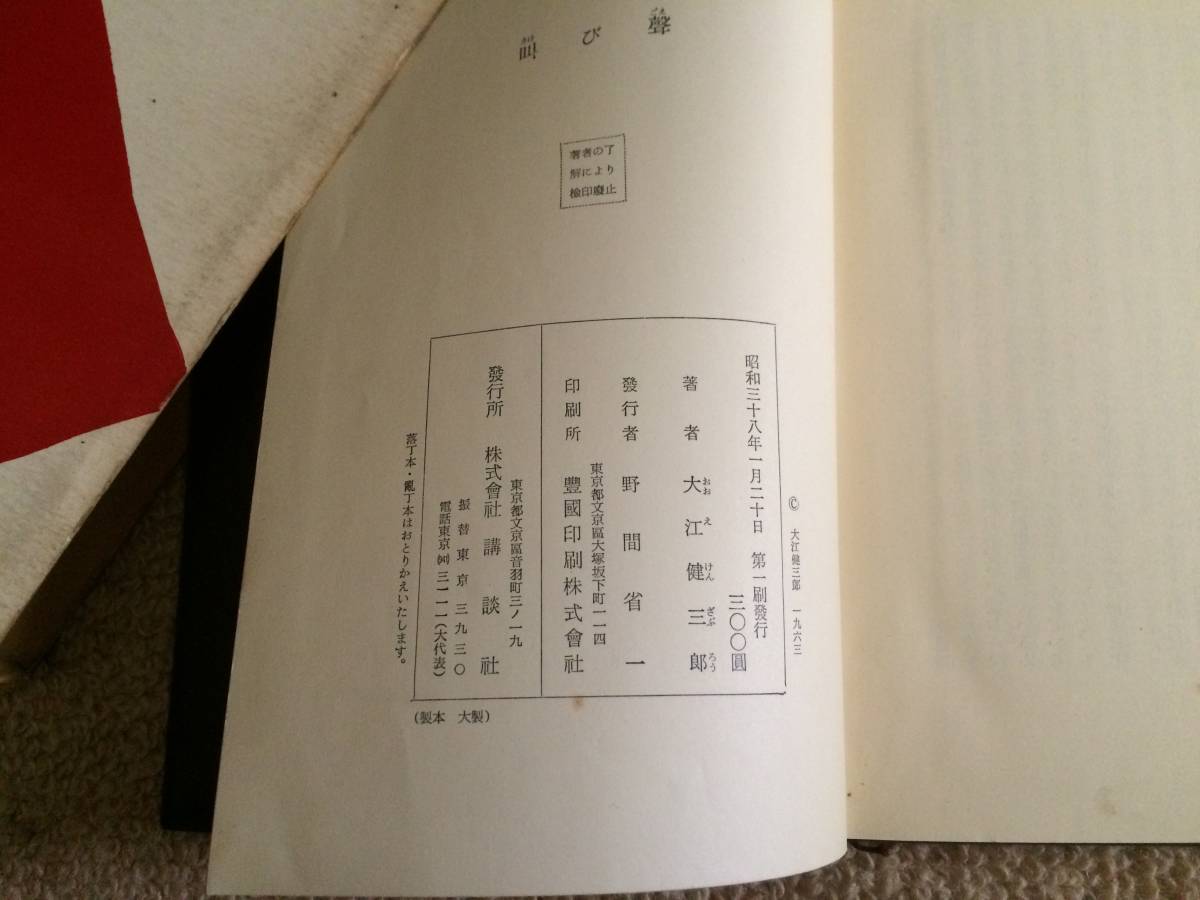 叫び聲
著者の了
解により
檢印廢止
© 大江健三郎 一九六三
昭和三十八年一月二十日 第一刷發行
三〇〇圓
著者 大江健三郎
發行者 野間省一
東京都文京區大塚坂下町一一四
印刷所 豐國印刷株式會社
東京都文京區音羽町三ノ一九
發行所 株式會社 講談社
振替東京三九三〇
電話東京三一一一(大代表)
落丁本・亂丁本はおとりかえいたします。
(製本 大製)